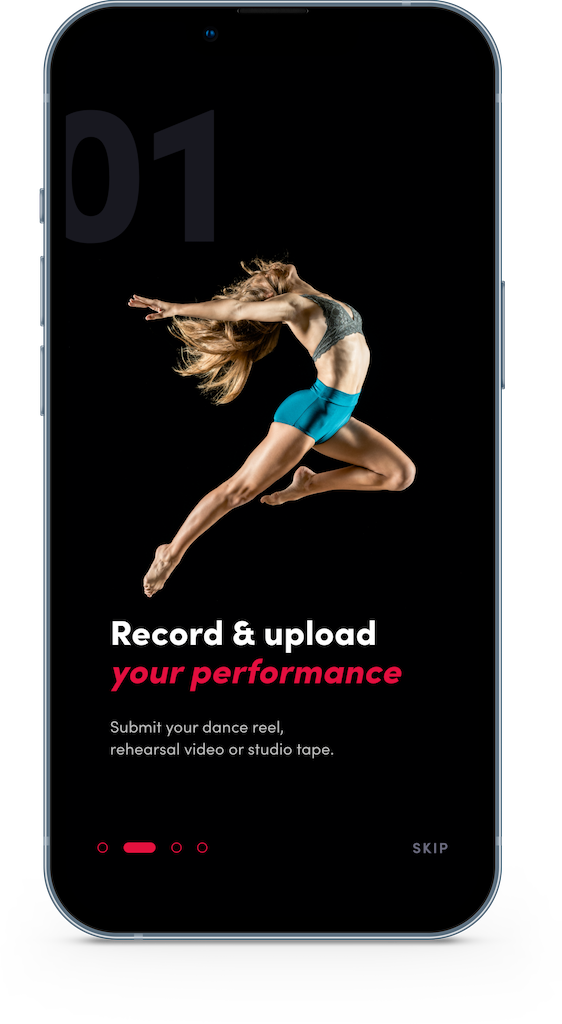 01
Record & upload
your performance
Submit your dance reel,
rehearsal video or studio tape.
SKIP